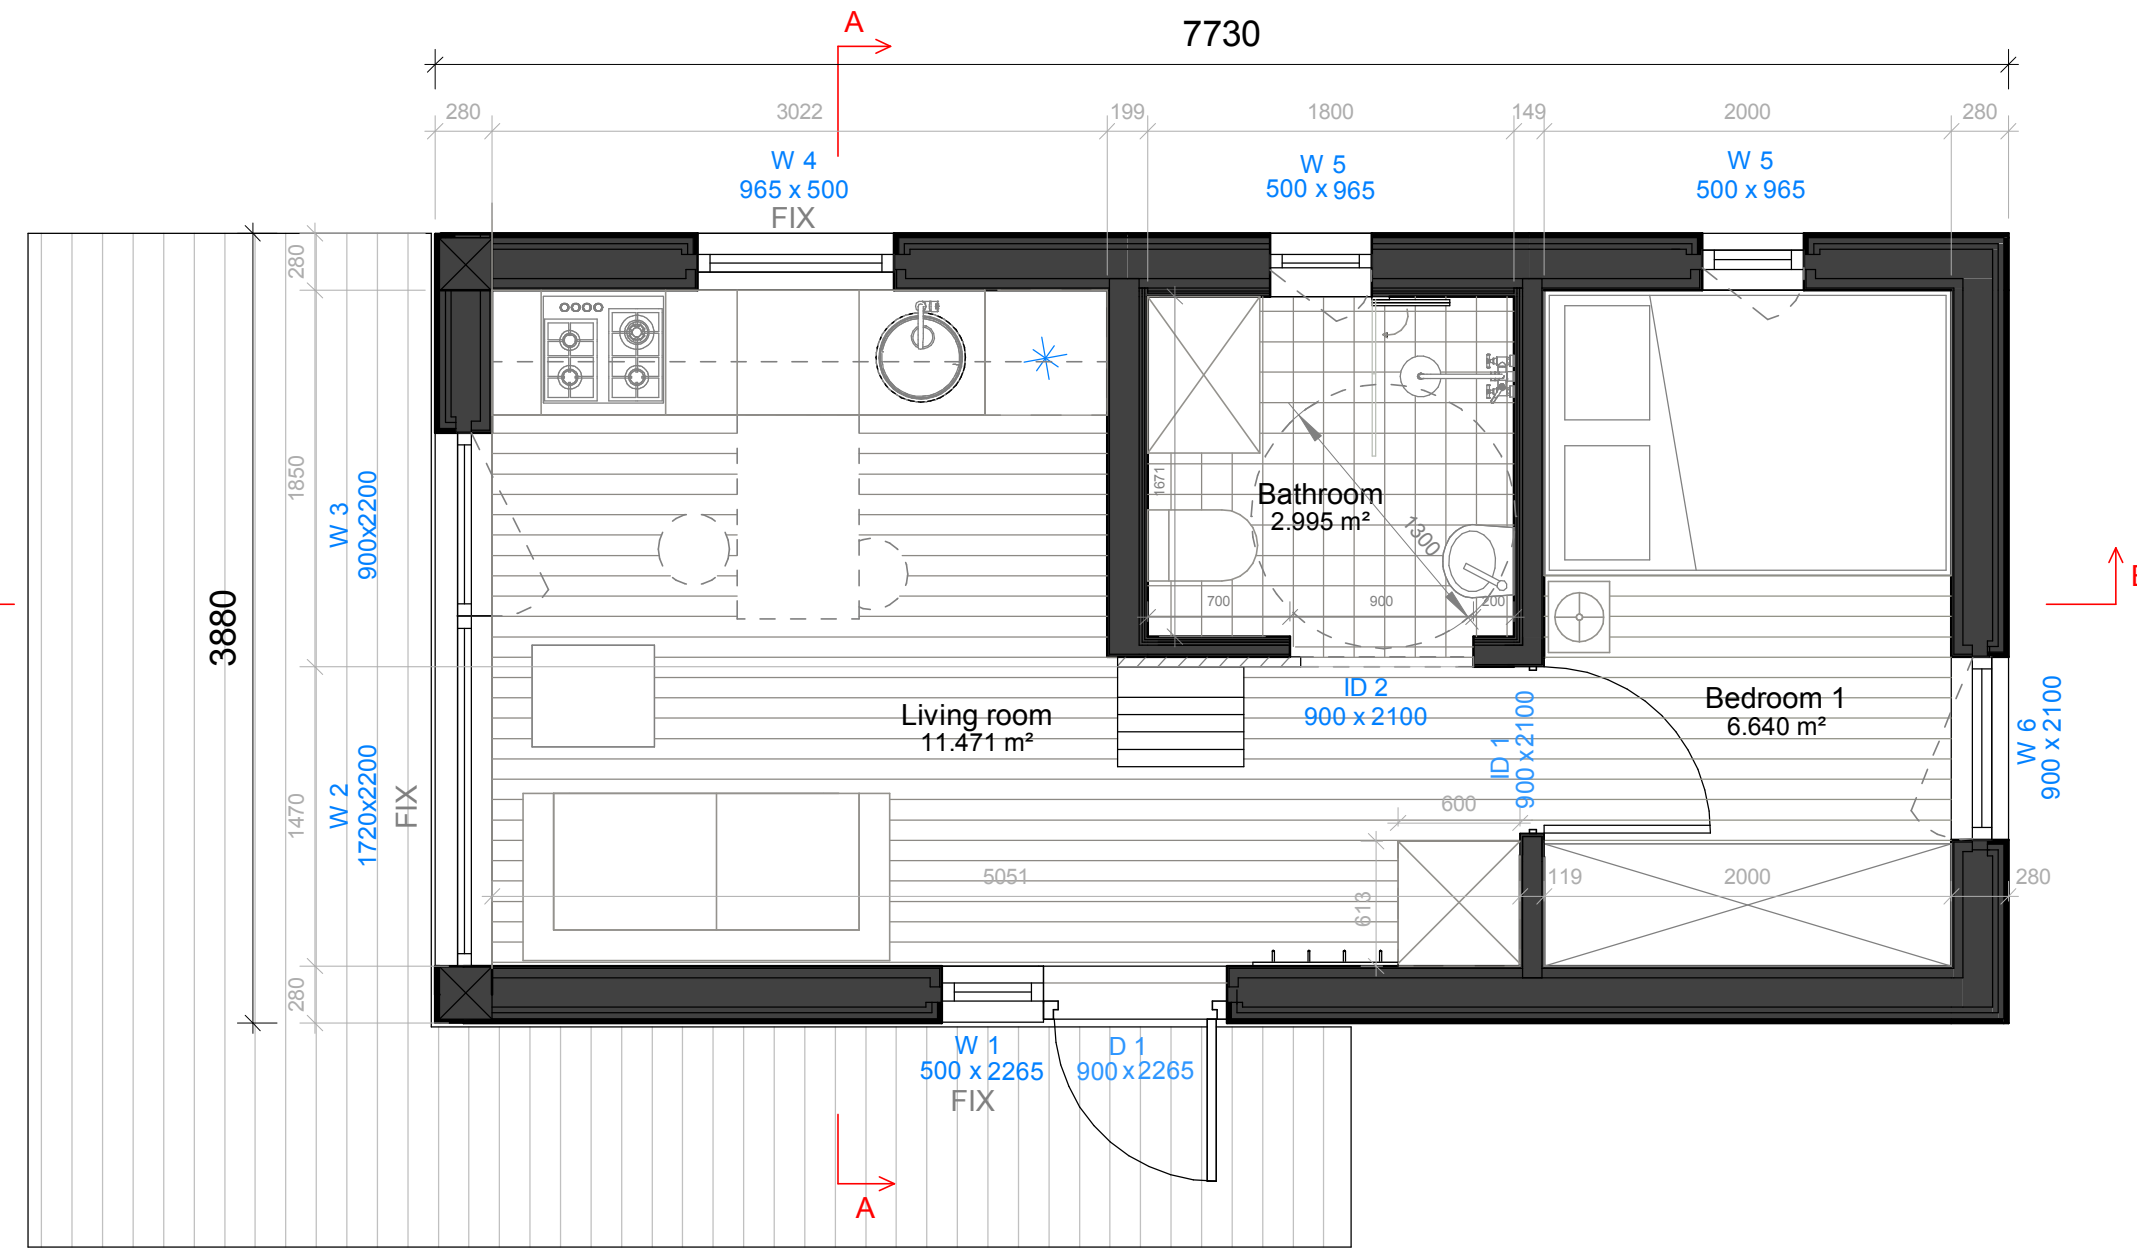 A
7730
280
3022
199
1800
149
2000
280
W 4
965 x 500
FIX
W 5
500 x 965
W 5
500 x 965
280
1850
1470
280
3880
W 3
900x2200
W 2
1720x2200
FIX
1671
Bathroom
2.995 m²
1300
700
900
200
Living room
11.471 m²
ID 2
900 x 2100
ID 1
900 x 2100
Bedroom 1
6.640 m²
W 6
900 x 2100
600
613
5051
119
2000
280
W 1
500 x 2265
FIX
D 1
900 x 2265
A